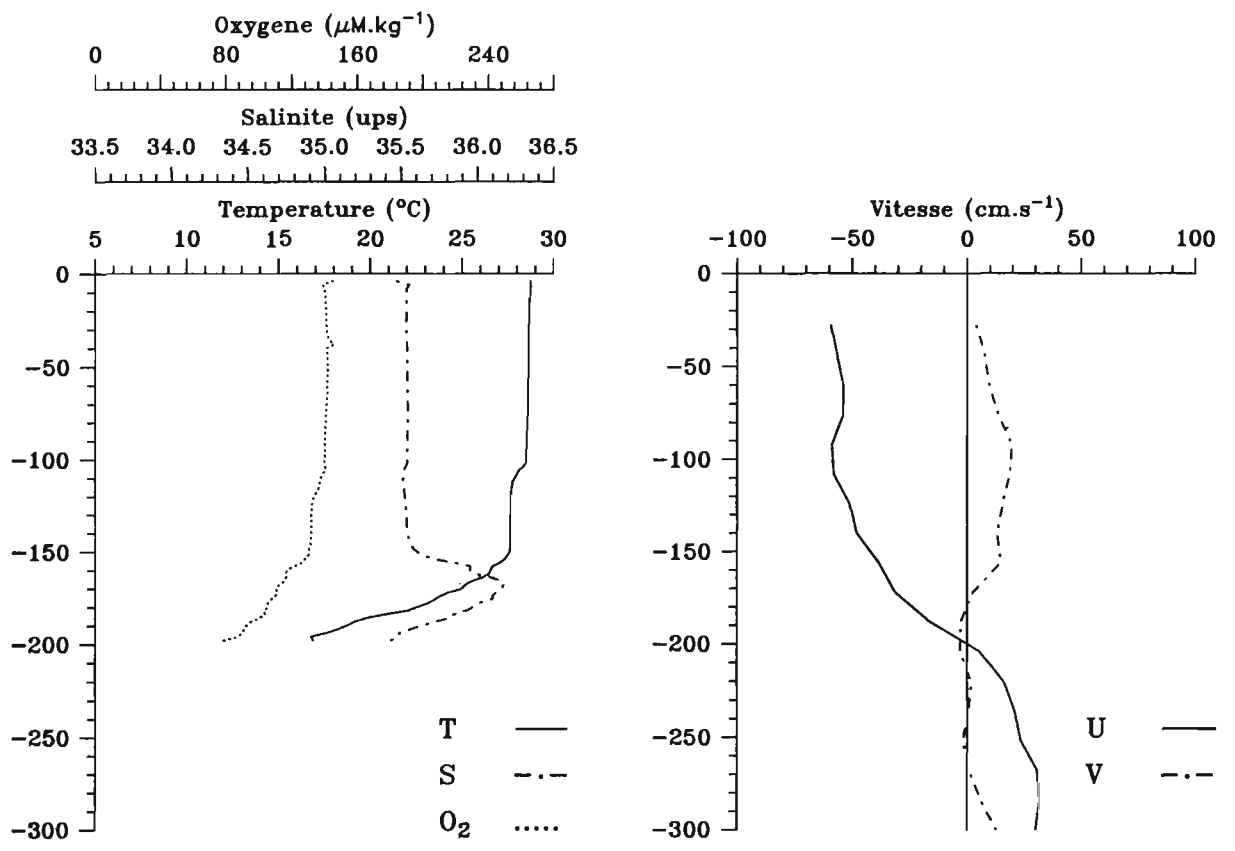 Oxygene (μM.kg⁻¹)
0 80 160 240
Salinite (ups)
33.5 34.0 34.5 35.0 35.5 36.0 36.5
Temperature (°C)
5 10 15 20 25 30
0
-50
-100
-150
-200
-250
-300
T
S
O₂
Vitesse (cm.s⁻¹)
-100 -50 0 50 100
0
-50
-100
-150
-200
-250
-300
U
V